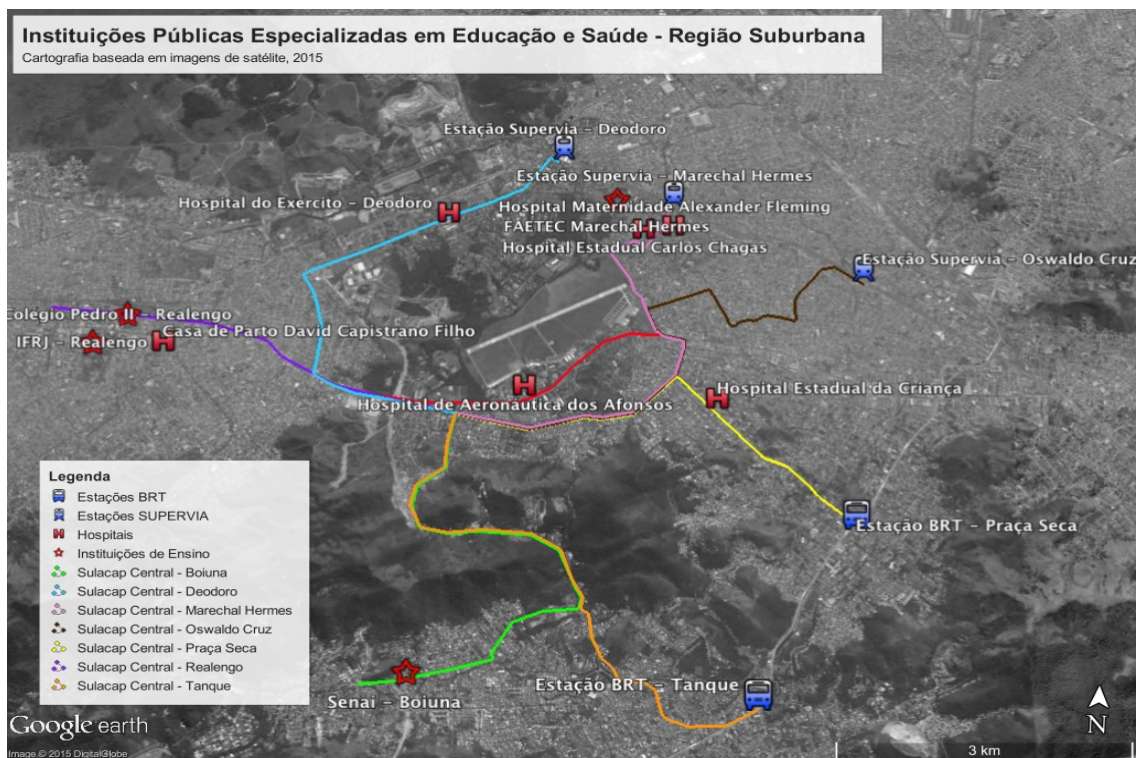 Instituições Públicas Especializadas em Educação e Saúde - Região Suburbana
Cartografia baseada em imagens de satélite, 2015
Estação Supervia - Deodoro
Estação Supervia - Marechal Hermes
Hospital do Exercito - Deodoro
Hospital Maternidade Alexander Fleming
FAETEC Marechal Hermes
Hospital Estadual Carlos Chagas
Estação Supervia - Oswaldo Cruz
Colégio Pedro II - Realengo
Casa de Parto David Capistrano Filho
IFRJ - Realengo
Hospital Estadual da Criança
Hospital de Aeronáutica dos Afonsos
Estação BRT - Praça Seca
Legenda
Estações BRT
Estações SUPERVIA
Hospitais
Instituições de Ensino
Sulacap Central - Boiuna
Sulacap Central - Deodoro
Sulacap Central - Marechal Hermes
Sulacap Central - Oswaldo Cruz
Sulacap Central - Praça Seca
Sulacap Central - Realengo
Sulacap Central - Tanque
Estação BRT - Tanque
Senai - Boiuna
Google earth
N
3 km
Image © 2015 DigitalGlobe